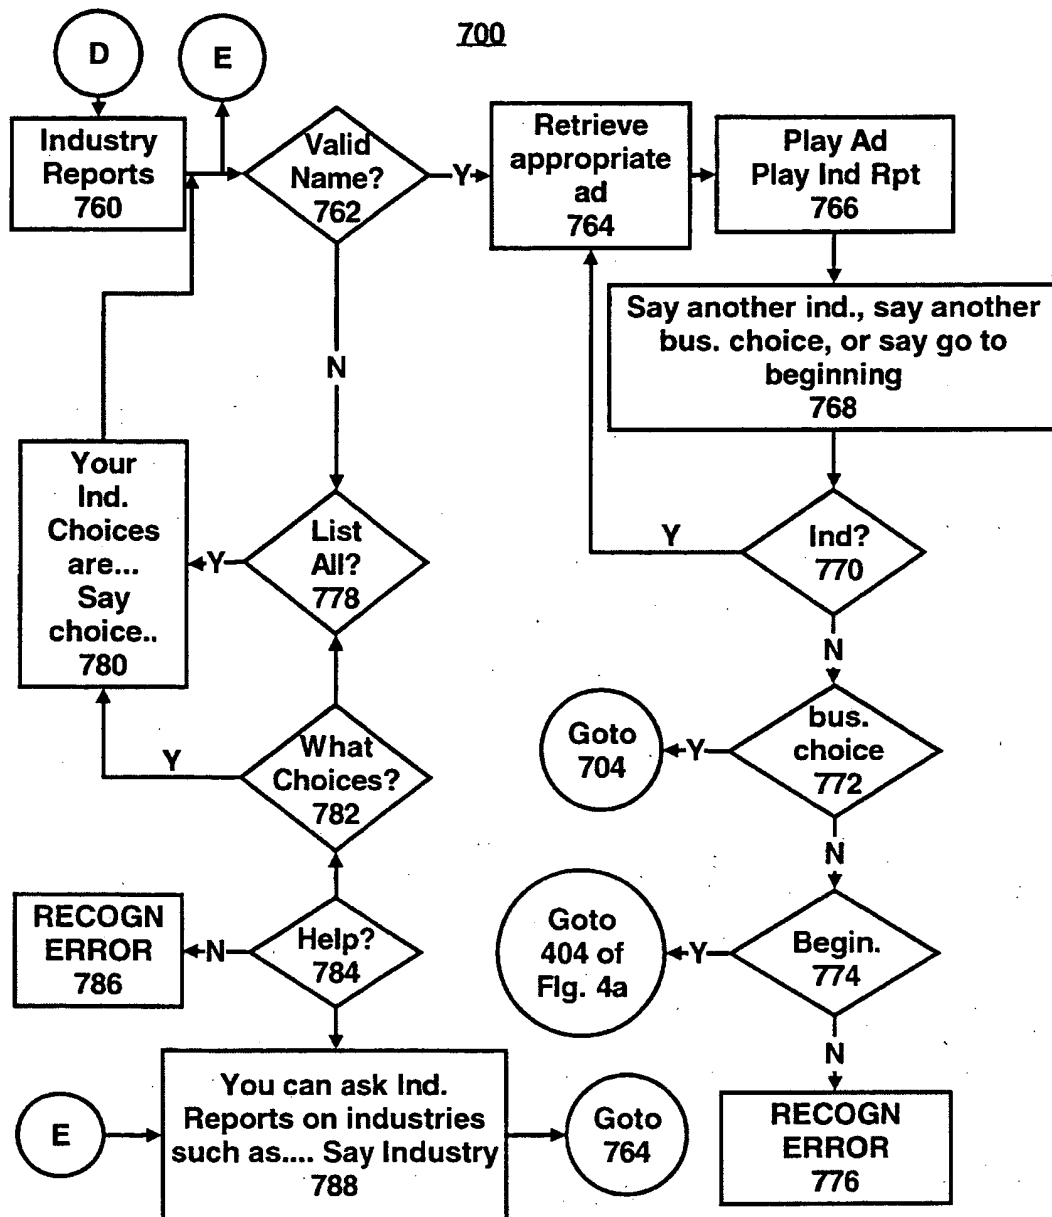 700
D
E
Industry
Reports
760
Valid
Name?
762
Y
Retrieve
appropriate
ad
764
Play Ad
Play Ind Rpt
766
Say another ind., say another
bus. choice, or say go to
beginning
768
N
Your
Ind.
Choices
are...
Say
choice..
780
Y
List
All?
778
Y
Ind?
770
N
Y
What
Choices?
782
Goto
704
Y
bus.
choice
772
N
RECOGN
ERROR
786
N
Help?
784
Goto
404 of
Fig. 4a
Y
Begin.
774
N
E
You can ask Ind.
Reports on industries
such as.... Say Industry
788
Goto
764
RECOGN
ERROR
776